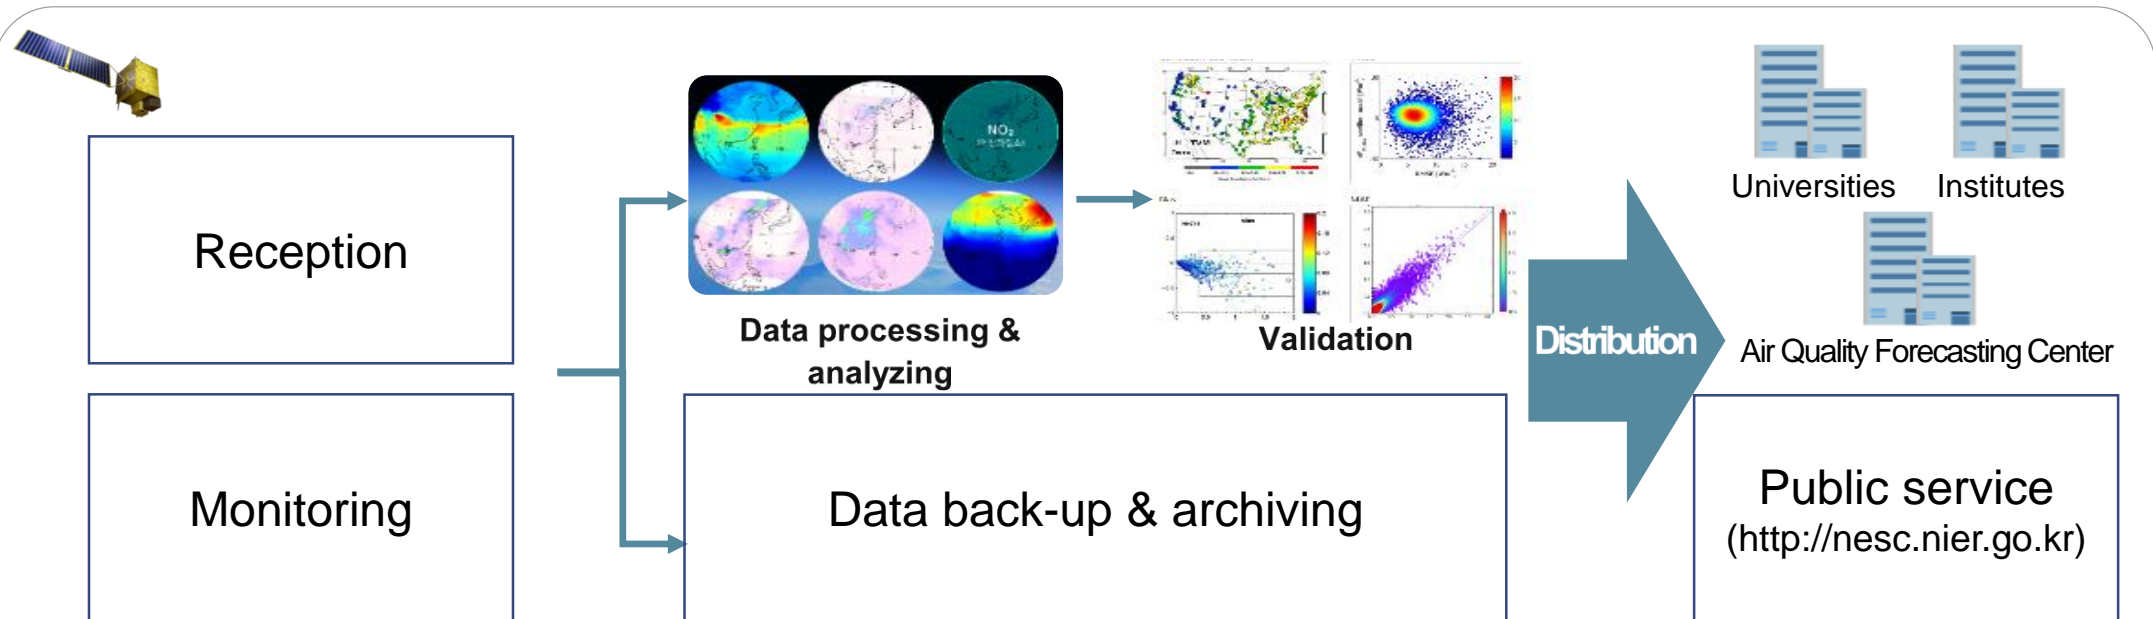 Reception
Monitoring
NO₂
Data processing &
analyzing
Validation
Data back-up & archiving
Distribution
Universities
Institutes
Air Quality Forecasting Center
Public service
(http://nesc.nier.go.kr)